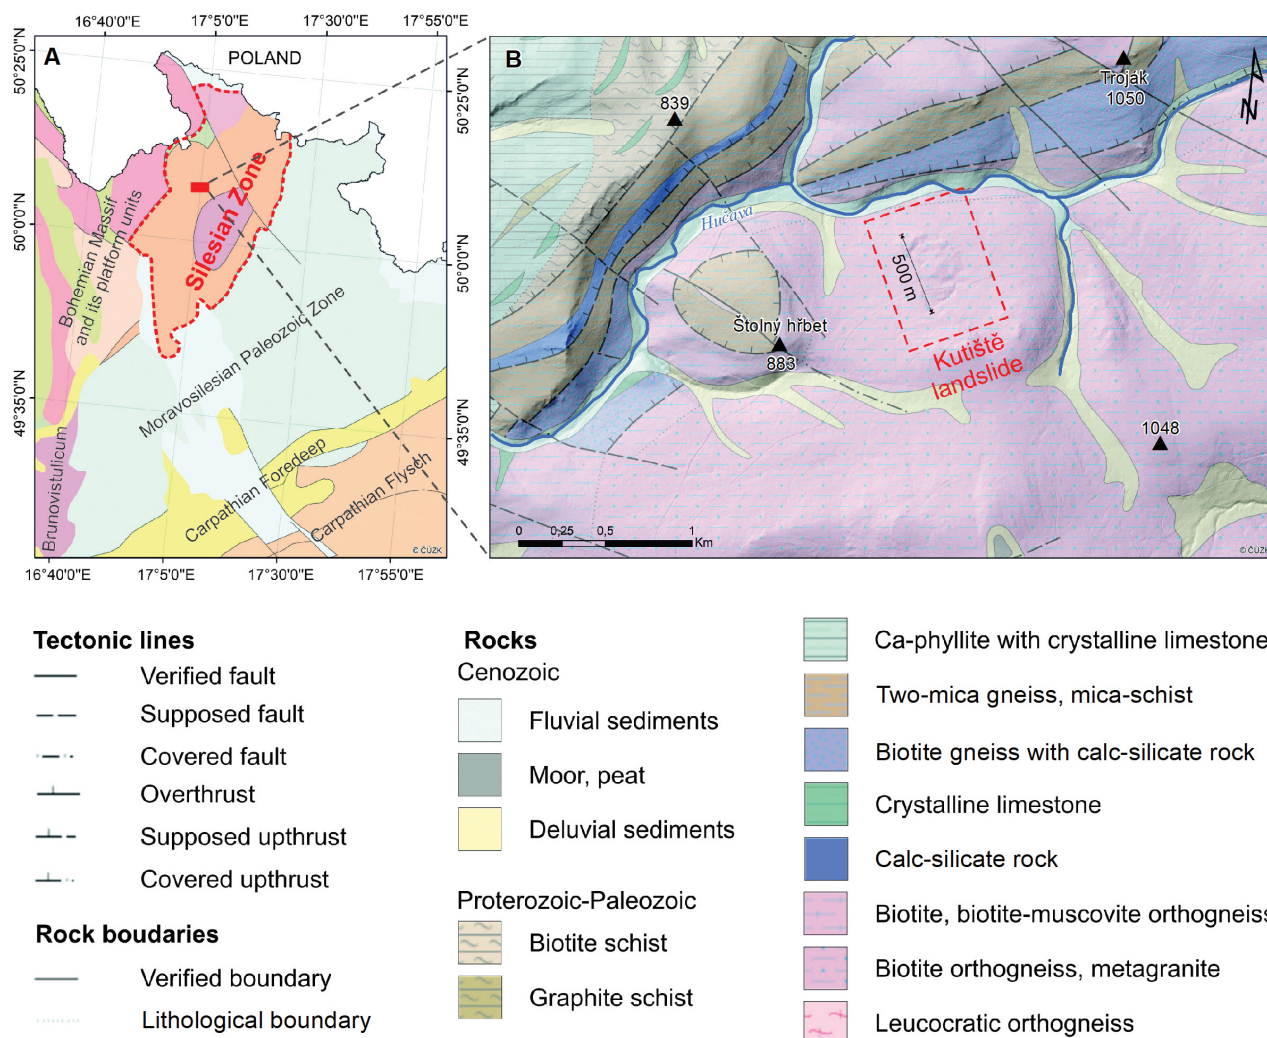 16°40'0"E
17°5'0"E
17°30'0"E
17°55'0"E
50°25'0"N
50°0'0"N
49°35'0"N
A
POLAND
Silesian Zone
Bohemian Massif
and its platform units
Moravosilesian Paleozoic Zone
Brunovistulicum
Carpathian Foredeep
Carpathian Flysch
© ČÚZK
50°25'0"N
50°0'0"N
49°35'0"N
16°40'0"E
17°5'0"E
17°30'0"E
17°55'0"E
B
839
Troják
1050
N
Hučava
500 m
Štolný hřbet
883
Kutiště
landslide
1048
0
0,25
0,5
1
Km
© ČÚZK
Tectonic lines
Verified fault
Supposed fault
Covered fault
Overthrust
Supposed upthrust
Covered upthrust
Rock boudaries
Verified boundary
Lithological boundary
Rocks
Cenozoic
Fluvial sediments
Moor, peat
Deluvial sediments
Proterozoic-Paleozoic
Biotite schist
Graphite schist
Ca-phyllite with crystalline limestone
Two-mica gneiss, mica-schist
Biotite gneiss with calc-silicate rock
Crystalline limestone
Calc-silicate rock
Biotite, biotite-muscovite orthogneiss
Biotite orthogneiss, metagranite
Leucocratic orthogneiss